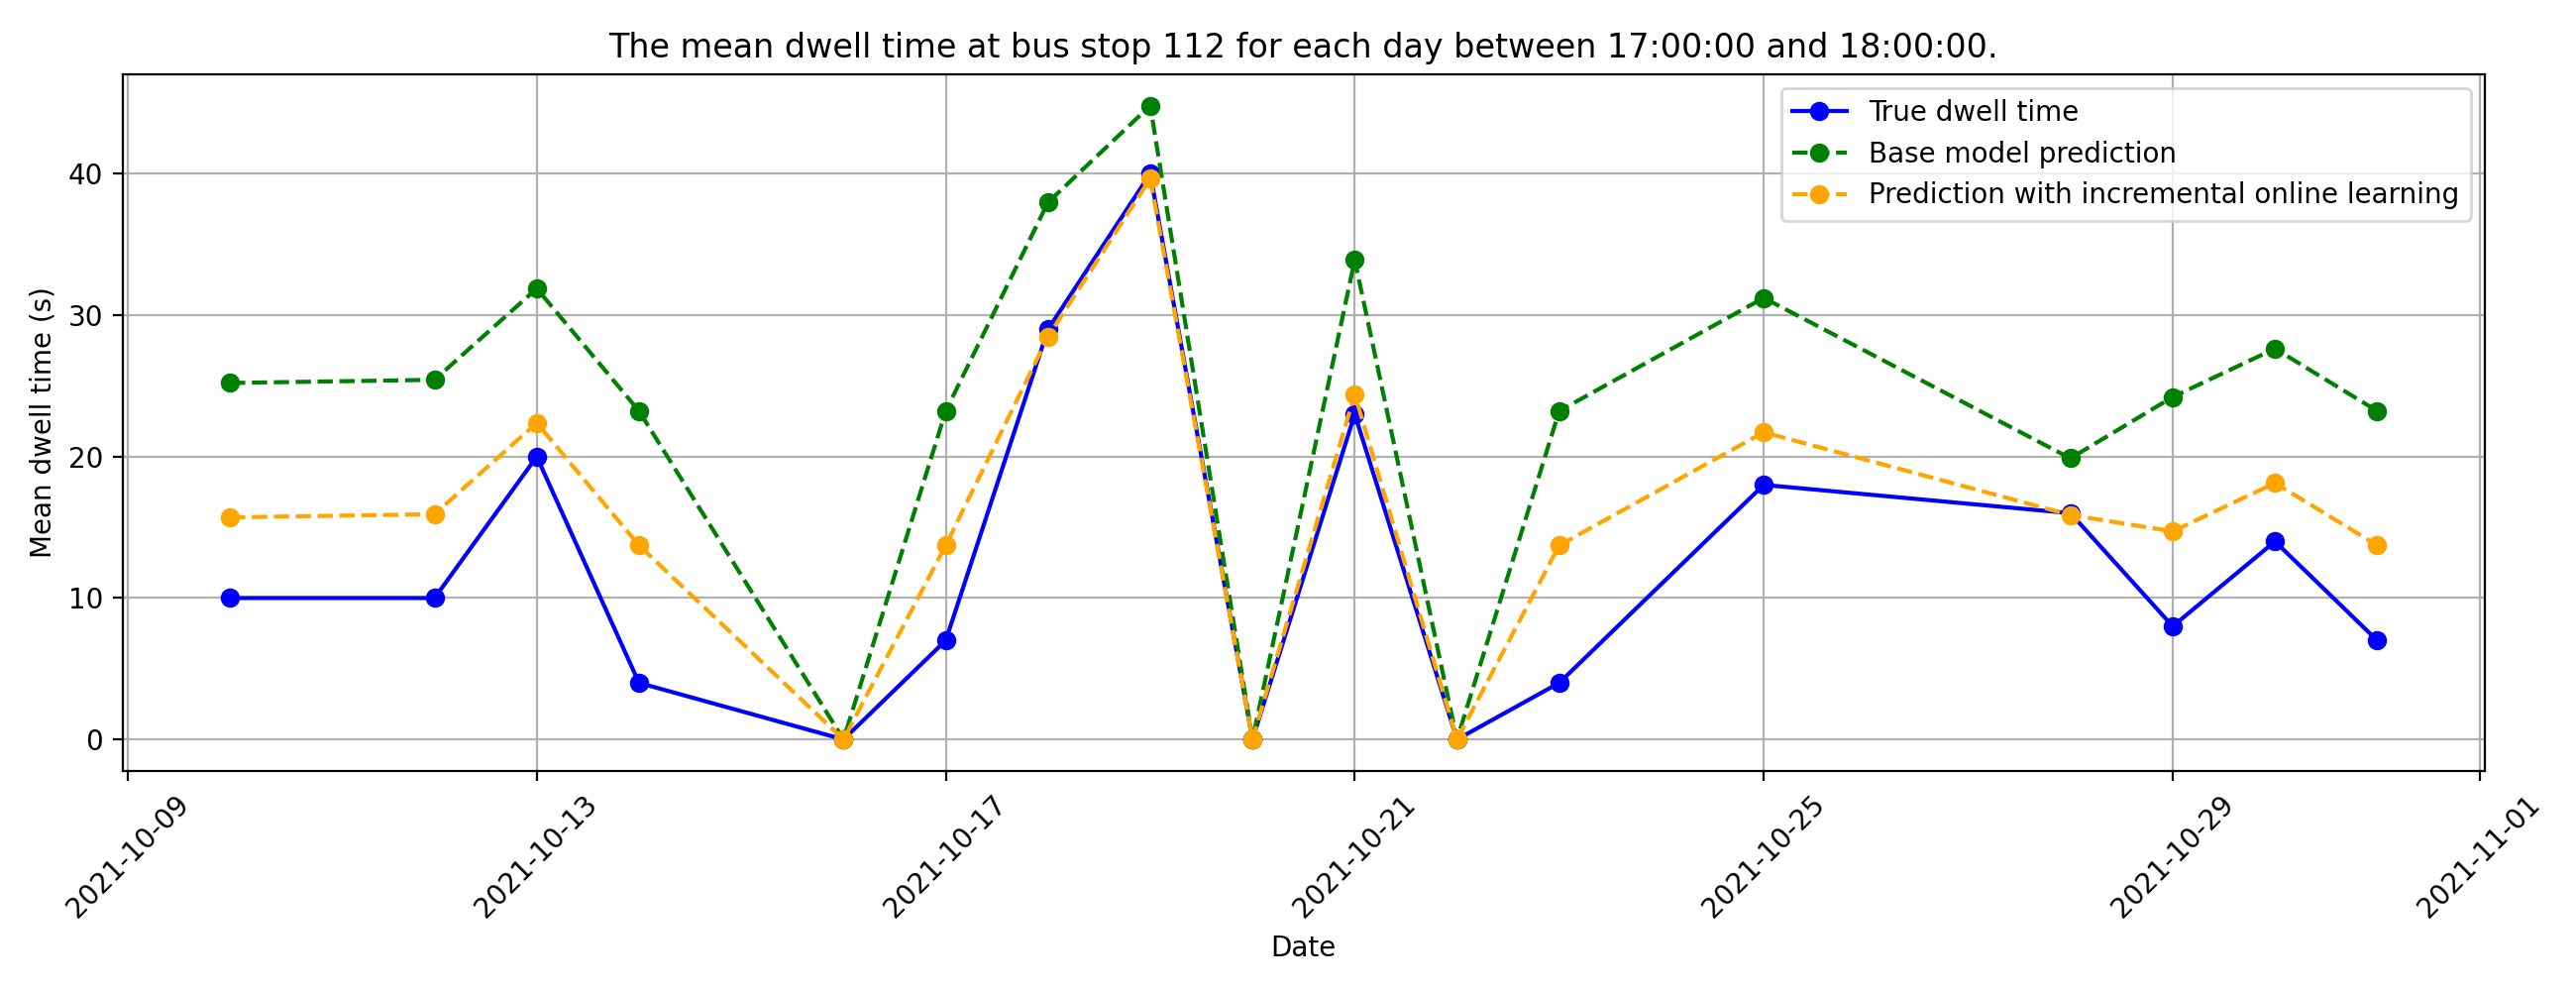 The mean dwell time at bus stop 112 for each day between 17:00:00 and 18:00:00.
True dwell time
Base model prediction
Prediction with incremental online learning
Mean dwell time (s)
40
30
20
10
0
2021-10-09
2021-10-13
2021-10-17
2021-10-21
2021-10-25
2021-10-29
2021-11-01
Date